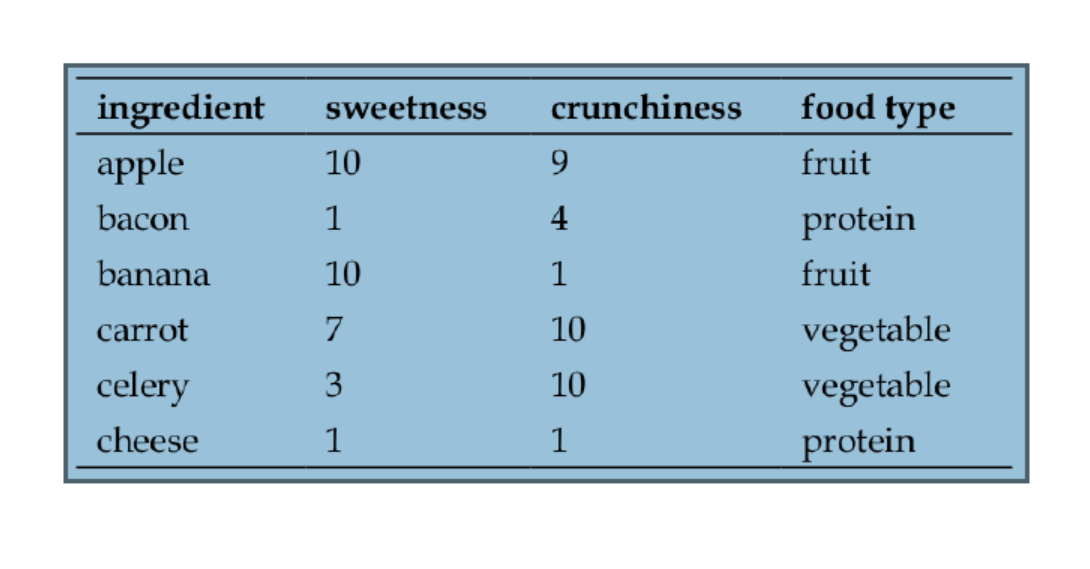 ingredient sweetness crunchiness food type
apple 10 9 fruit
bacon 1 4 protein
banana 10 1 fruit
carrot 7 10 vegetable
celery 3 10 vegetable
cheese 1 1 protein